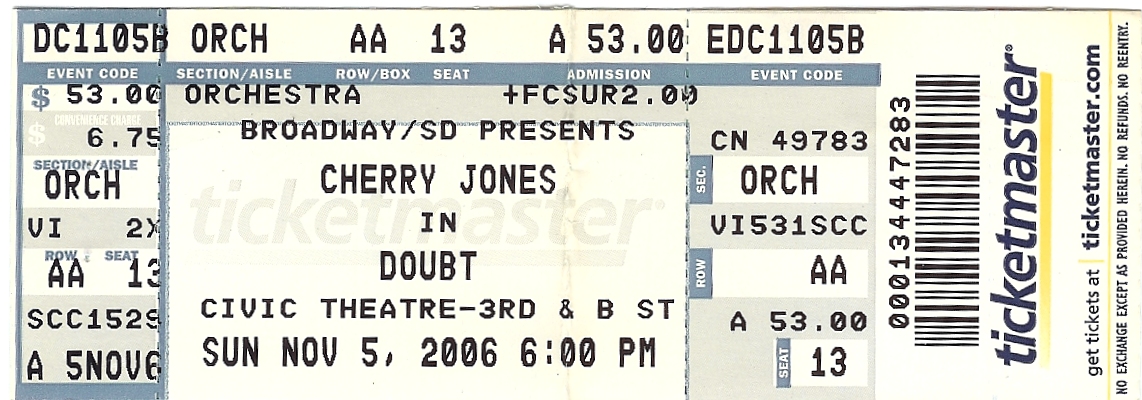 DC1105B ORCH AA 13 A 53.00 EDC1105B
EVENT CODE SECTION/AISLE ROW/BOX SEAT ADMISSION EVENT CODE
$ 53.00 ORCHESTRA +FCSUR2.00
CONVENIENCE CHARGE
$ 6.75 BROADWAY/SD PRESENTS CN 49783
SECTION/AISLE
ORCH CHERRY JONES SEC. ORCH
ticketmaster
VI 2X IN VI531SCC
ROW SEAT
AA 13 DOUBT ROW AA
SCC1529 CIVIC THEATRE-3RD & B ST A 53.00
A 5NOV6 SUN NOV 5, 2006 6:00 PM SEAT 13
000134447283
ticketmaster®
get tickets at ticketmaster.com
NO EXCHANGE EXCEPT AS PROVIDED HEREIN. NO REFUNDS. NO REENTRY.